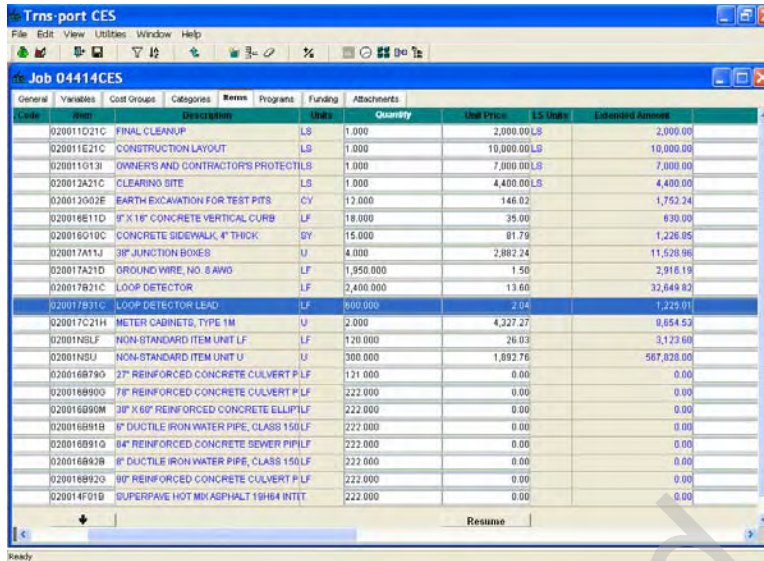 Trns-port CES
File Edit View Utilities Window Help
Job 04414CES
General Variables Cost Groups Categories Items Programs Funding Attachments
Code Item Description Units Quantity Unit Price LS Units Extended Amount
020011D21C FINAL CLEANUP LS 1.000 2,000.00 LS 2,000.00
020011E21C CONSTRUCTION LAYOUT LS 1.000 10,000.00 LS 10,000.00
020011G13I OWNER'S AND CONTRACTOR'S PROTECTI LS 1.000 7,000.00 LS 7,000.00
020012A21C CLEARING SITE LS 1.000 4,400.00 LS 4,400.00
020012G02E EARTH EXCAVATION FOR TEST PITS CY 12.000 146.02 1,752.24
020016E11D 9" X 16" CONCRETE VERTICAL CURB LF 18.000 35.00 630.00
020016G10C CONCRETE SIDEWALK, 4" THICK SY 15.000 81.79 1,226.85
020017A11J 38" JUNCTION BOXES U 4.000 2,882.24 11,528.96
020017A21D GROUND WIRE, NO. 8 AWG LF 1,950.000 1.50 2,918.19
020017B21C LOOP DETECTOR LF 2,400.000 13.60 32,649.82
020017B31C LOOP DETECTOR LEAD LF 600.000 2.04 1,225.01
020017C21H METER CABINETS, TYPE 1M U 2.000 4,327.27 8,654.53
02001NSLF NON-STANDARD ITEM UNIT LF LF 120.000 26.03 3,123.60
02001NSU NON-STANDARD ITEM UNIT U U 300.000 1,892.76 567,828.00
020016B79G 27" REINFORCED CONCRETE CULVERT P LF 121.000 0.00 0.00
020016B90G 78" REINFORCED CONCRETE CULVERT P LF 222.000 0.00 0.00
020016B90M 38" X 60" REINFORCED CONCRETE ELLIPT LF 222.000 0.00 0.00
020016B91B 6" DUCTILE IRON WATER PIPE, CLASS 150 LF 222.000 0.00 0.00
020016B91G 84" REINFORCED CONCRETE SEWER PIP LF 222.000 0.00 0.00
020016B92B 8" DUCTILE IRON WATER PIPE, CLASS 150 LF 222.000 0.00 0.00
020016B92G 90" REINFORCED CONCRETE CULVERT P LF 222.000 0.00 0.00
020014F01B SUPERPAVE HOT MIX ASPHALT 19H64 INTE T 222.000 0.00 0.00
Resume
Ready